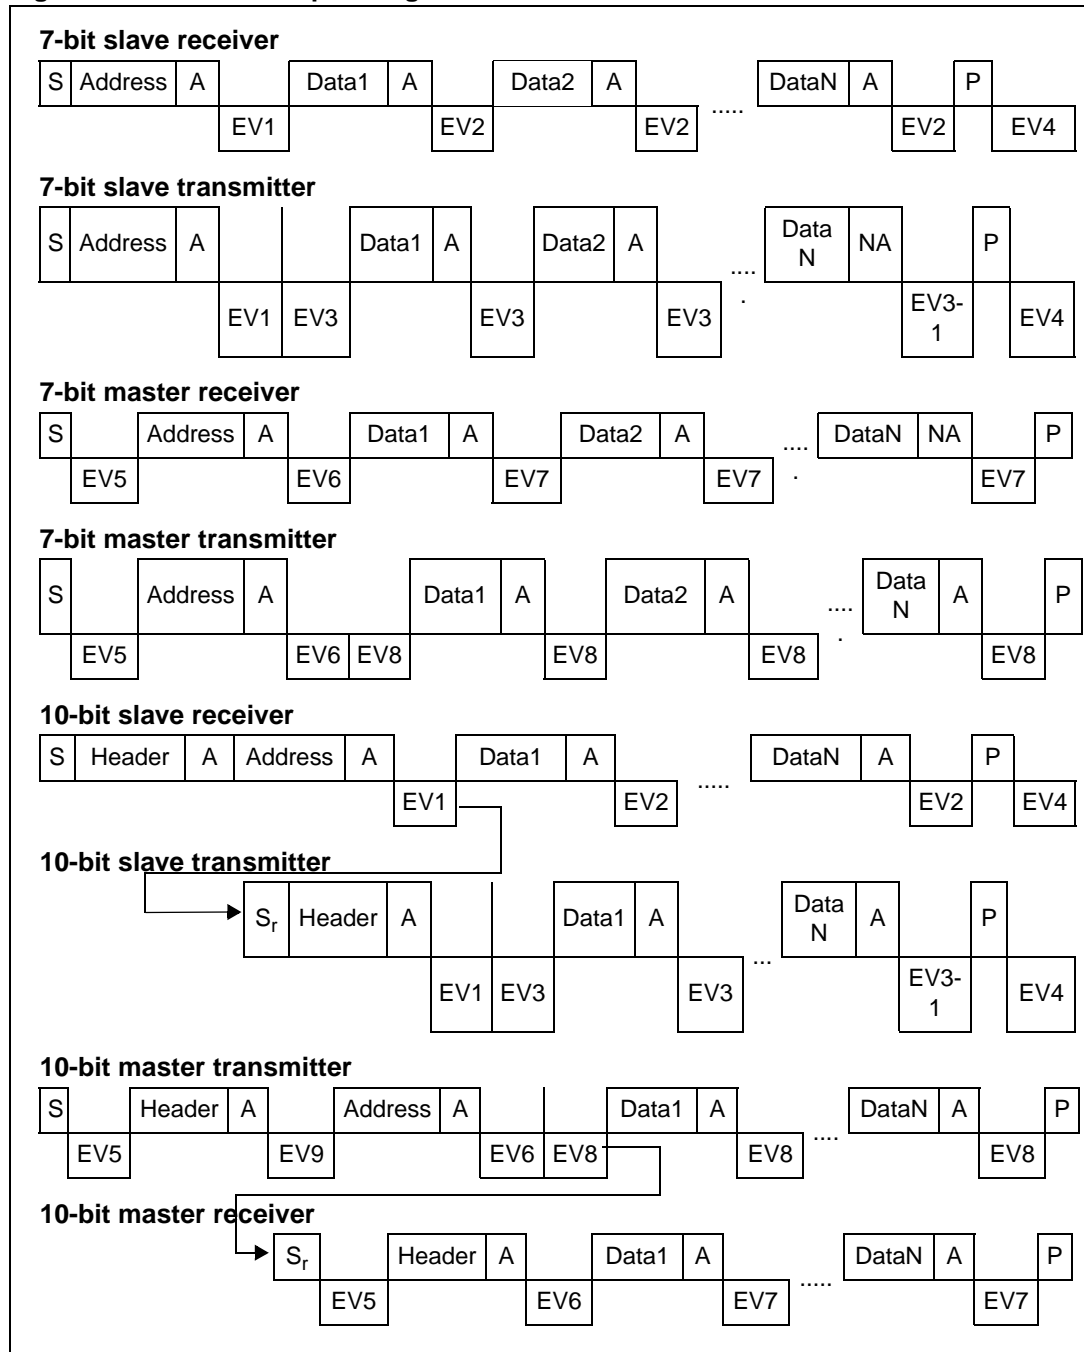 7-bit slave receiver
S Address A Data1 A Data2 A ..... DataN A P
EV1 EV2 EV2 EV2 EV4
7-bit slave transmitter
S Address A Data1 A Data2 A ..... Data N NA P
EV1 EV3 EV3 EV3 EV3-1 EV4
7-bit master receiver
S Address A Data1 A Data2 A ..... DataN NA P
EV5 EV6 EV7 EV7 EV7
7-bit master transmitter
S Address A Data1 A Data2 A ..... Data N A P
EV5 EV6 EV8 EV8 EV8 EV8
10-bit slave receiver
S Header A Address A Data1 A ..... DataN A P
EV1 EV2 EV2 EV4
10-bit slave transmitter
Sr Header A Data1 A ... Data N A P
EV1 EV3 EV3 EV3-1 EV4
10-bit master transmitter
S Header A Address A Data1 A .... DataN A P
EV5 EV9 EV6 EV8 EV8 EV8
10-bit master receiver
Sr Header A Data1 A ..... DataN A P
EV5 EV6 EV7 EV7